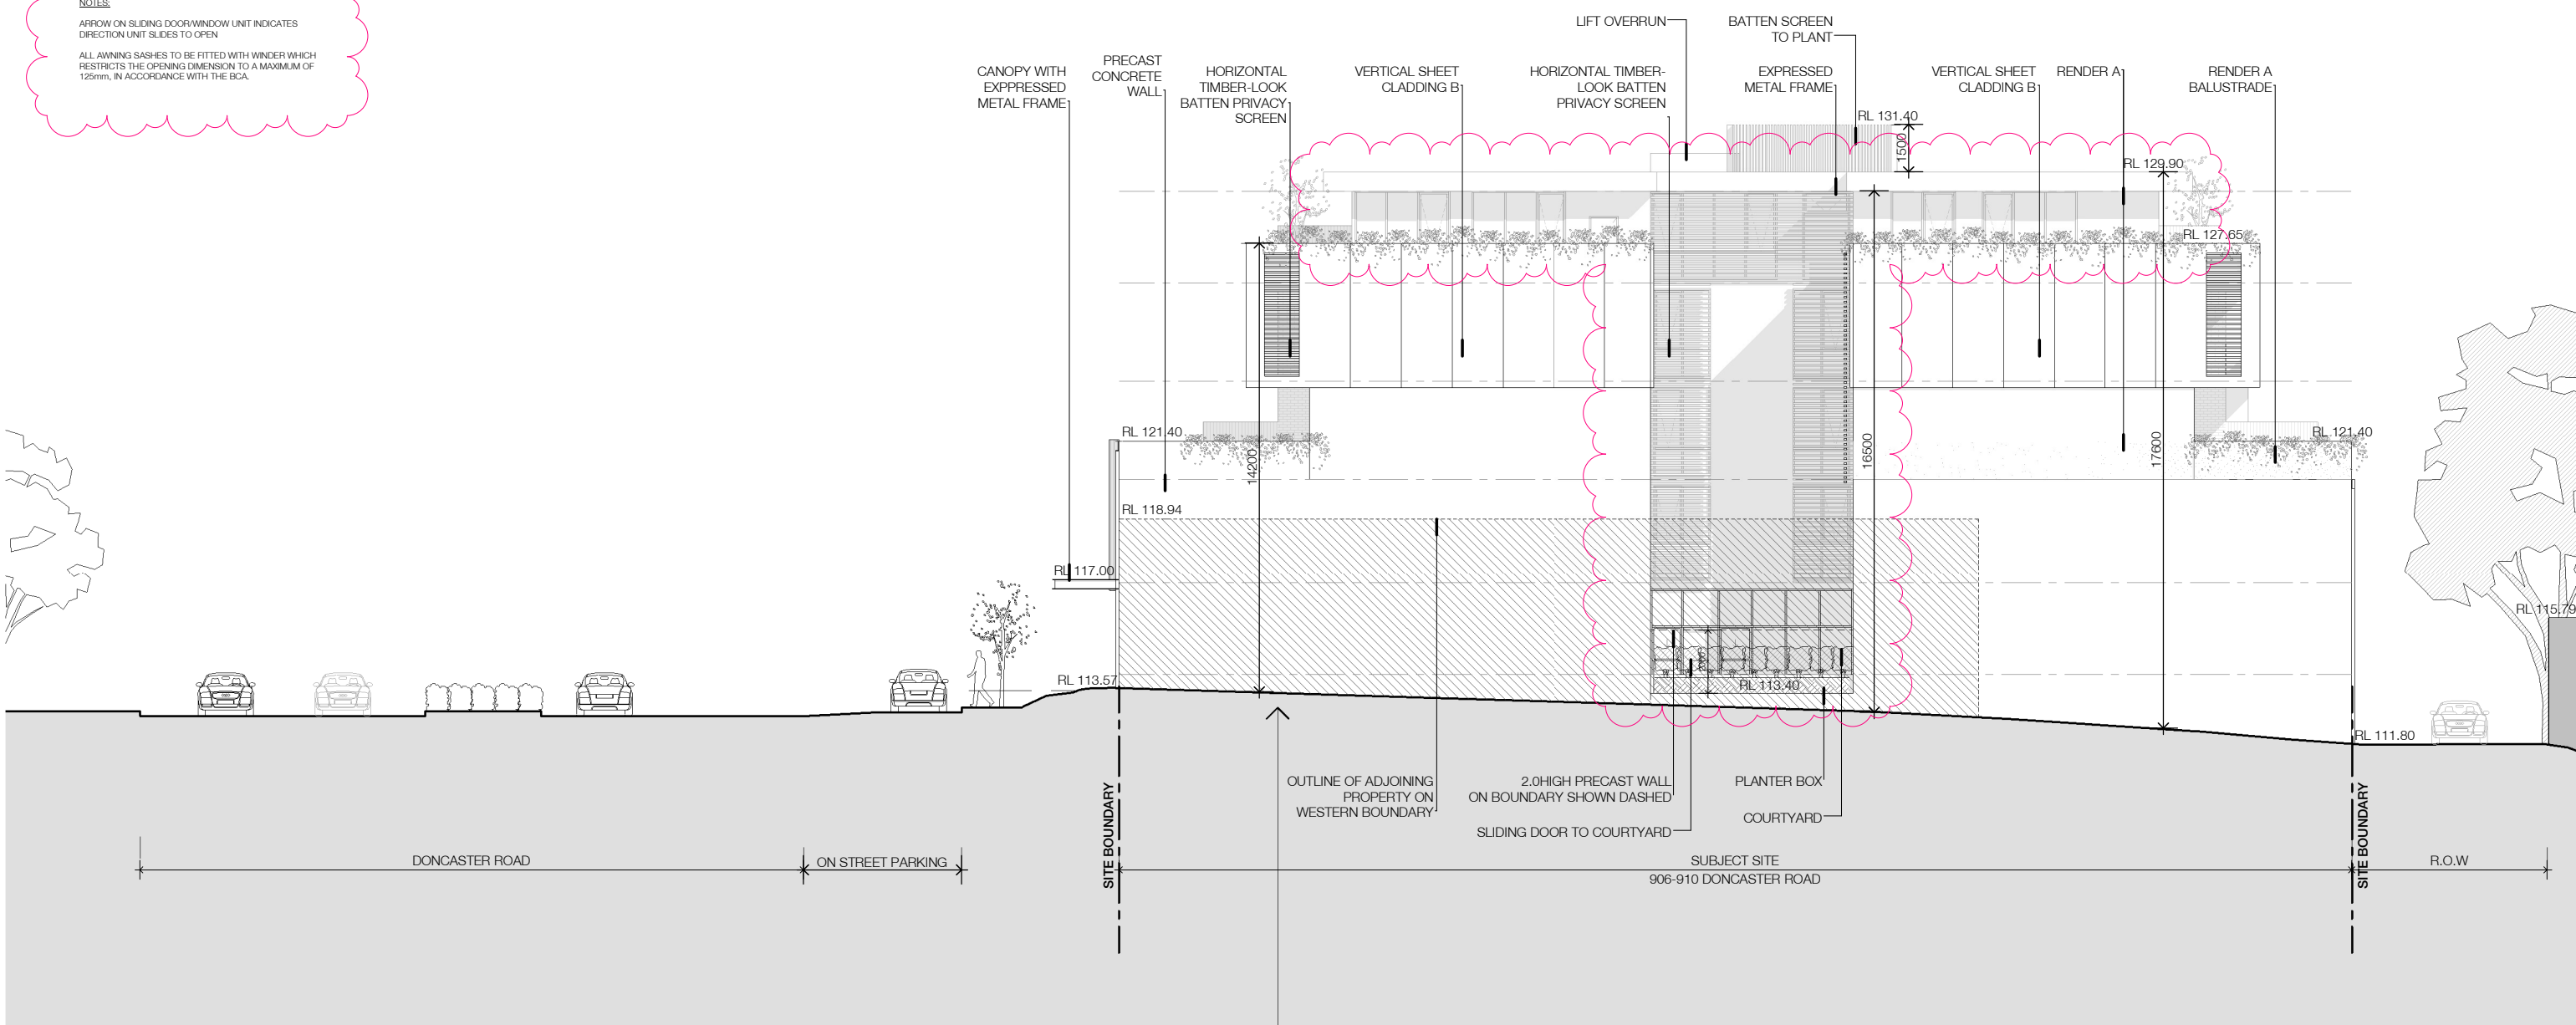 NOTES:
ARROW ON SLIDING DOOR/WINDOW UNIT INDICATES
DIRECTION UNIT SLIDES TO OPEN
ALL AWNING SASHES TO BE FITTED WITH WINDER WHICH
RESTRICTS THE OPENING DIMENSION TO A MAXIMUM OF
125mm, IN ACCORDANCE WITH THE BCA.
CANOPY WITH
EXPPRESSED
METAL FRAME
PRECAST
CONCRETE
WALL
HORIZONTAL
TIMBER-LOOK
BATTEN PRIVACY
SCREEN
VERTICAL SHEET
CLADDING B
LIFT OVERRUN
HORIZONTAL TIMBER-
LOOK BATTEN
PRIVACY SCREEN
BATTEN SCREEN
TO PLANT
EXPRESSED
METAL FRAME
VERTICAL SHEET
CLADDING B
RENDER A
RENDER A
BALUSTRADE
RL 131.40
1500
RL 129.90
RL 127.65
RL 121.40
RL 121.40
14200
16500
17600
RL 118.94
RL 117.00
RL 115.79
RL 113.57
2000
RL 113.40
RL 111.80
OUTLINE OF ADJOINING
PROPERTY ON
WESTERN BOUNDARY
2.0HIGH PRECAST WALL
ON BOUNDARY SHOWN DASHED
SLIDING DOOR TO COURTYARD
PLANTER BOX
COURTYARD
SITE BOUNDARY
SITE BOUNDARY
DONCASTER ROAD
ON STREET PARKING
SUBJECT SITE
906-910 DONCASTER ROAD
R.O.W